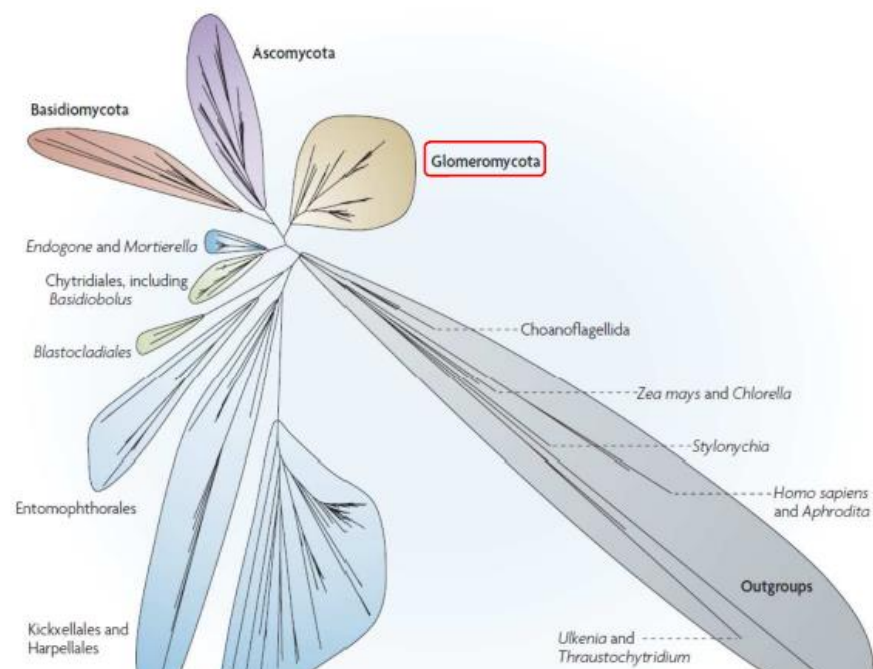 Ascomycota
Basidiomycota
Glomeromycota
Endogone and Mortierella
Chytridiales, including
Basidiobolus
Blastocladiales
Choanoflagellida
Zea mays and Chlorella
Stylonychia
Homo sapiens
and Aphrodita
Entomophthorales
Outgroups
Kickxellales and
Harpellales
Ulkenia and
Thraustochytridium